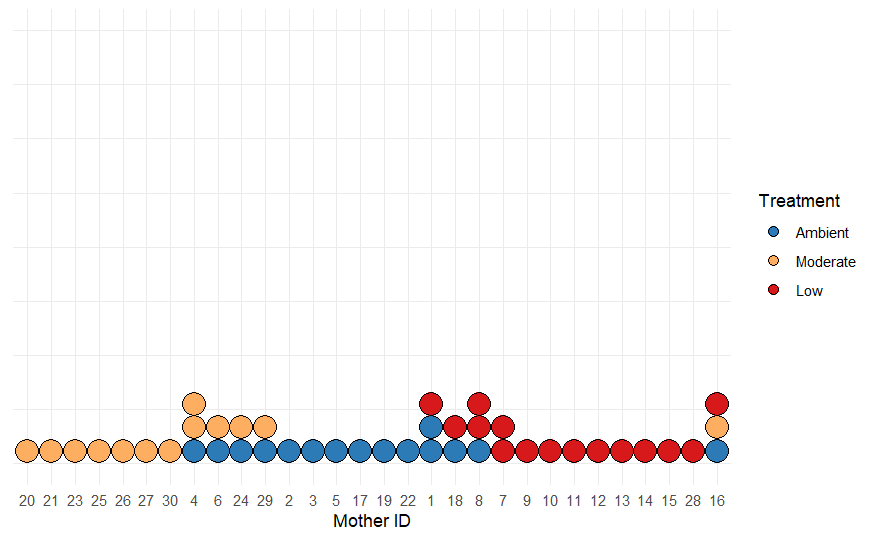 Treatment
Ambient
Moderate
Low
20 21 23 25 26 27 30 4 6 24 29 2 3 5 17 19 22 1 18 8 7 9 10 11 12 13 14 15 28 16
Mother ID